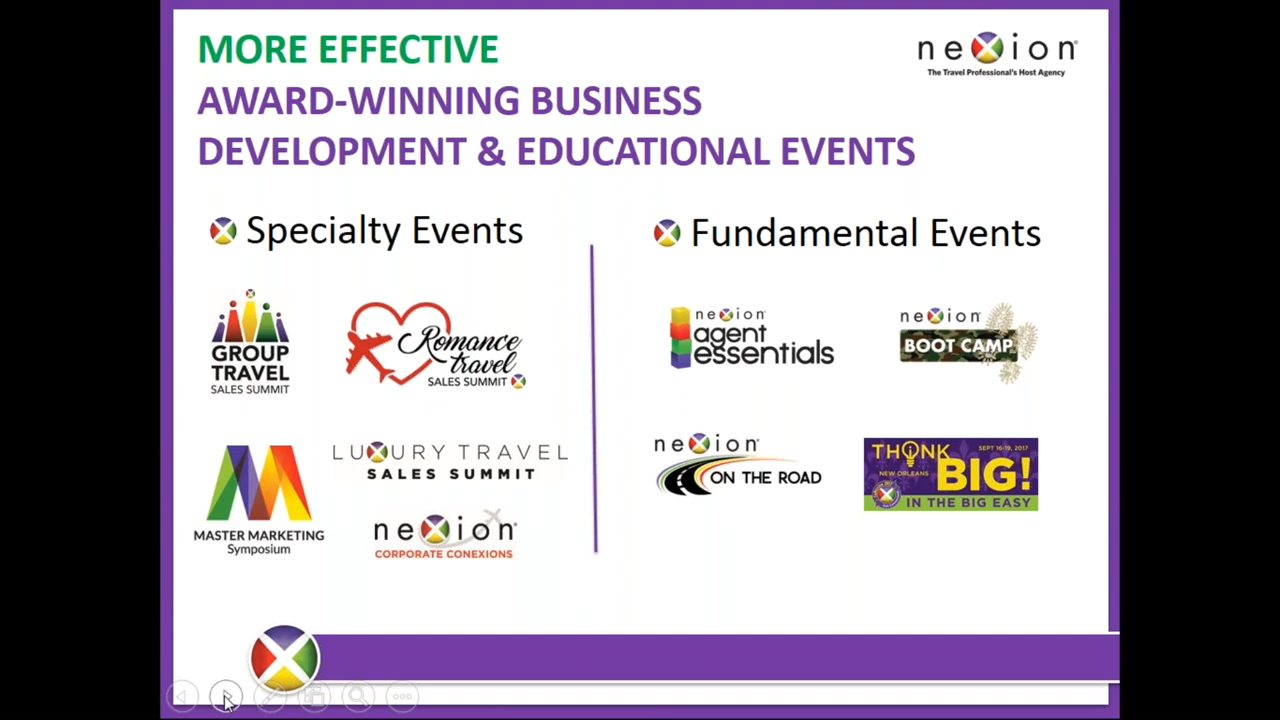 MORE EFFECTIVE
AWARD-WINNING BUSINESS
DEVELOPMENT & EDUCATIONAL EVENTS
nexion®
The Travel Professional's Host Agency
Specialty Events
GROUP
TRAVEL
SALES SUMMIT
Romance
travel
SALES SUMMIT
MASTER MARKETING
Symposium
LUXURY TRAVEL
SALES SUMMIT
nexion®
CORPORATE CONEXIONS
Fundamental Events
nexion®
agent
essentials
nexion®
BOOT CAMP
nexion®
ON THE ROAD
SEPT 16-19, 2017
THINK
NEW ORLEANS
BIG!
IN THE BIG EASY